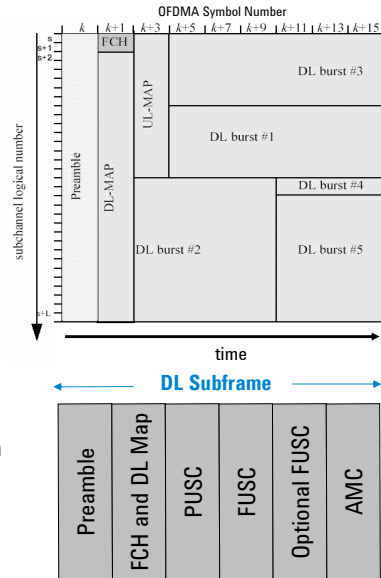 OFDMA Symbol Number
k k+1 k+3 k+5 k+7 k+9 k+11 k+13 k+15
s
s+1
s+2
s+L
subchannel logical number
Preamble
FCH
DL-MAP
UL-MAP
DL burst #3
DL burst #1
DL burst #4
DL burst #2
DL burst #5
time
DL Subframe
Preamble
FCH and DL Map
PUSC
FUSC
Optional FUSC
AMC